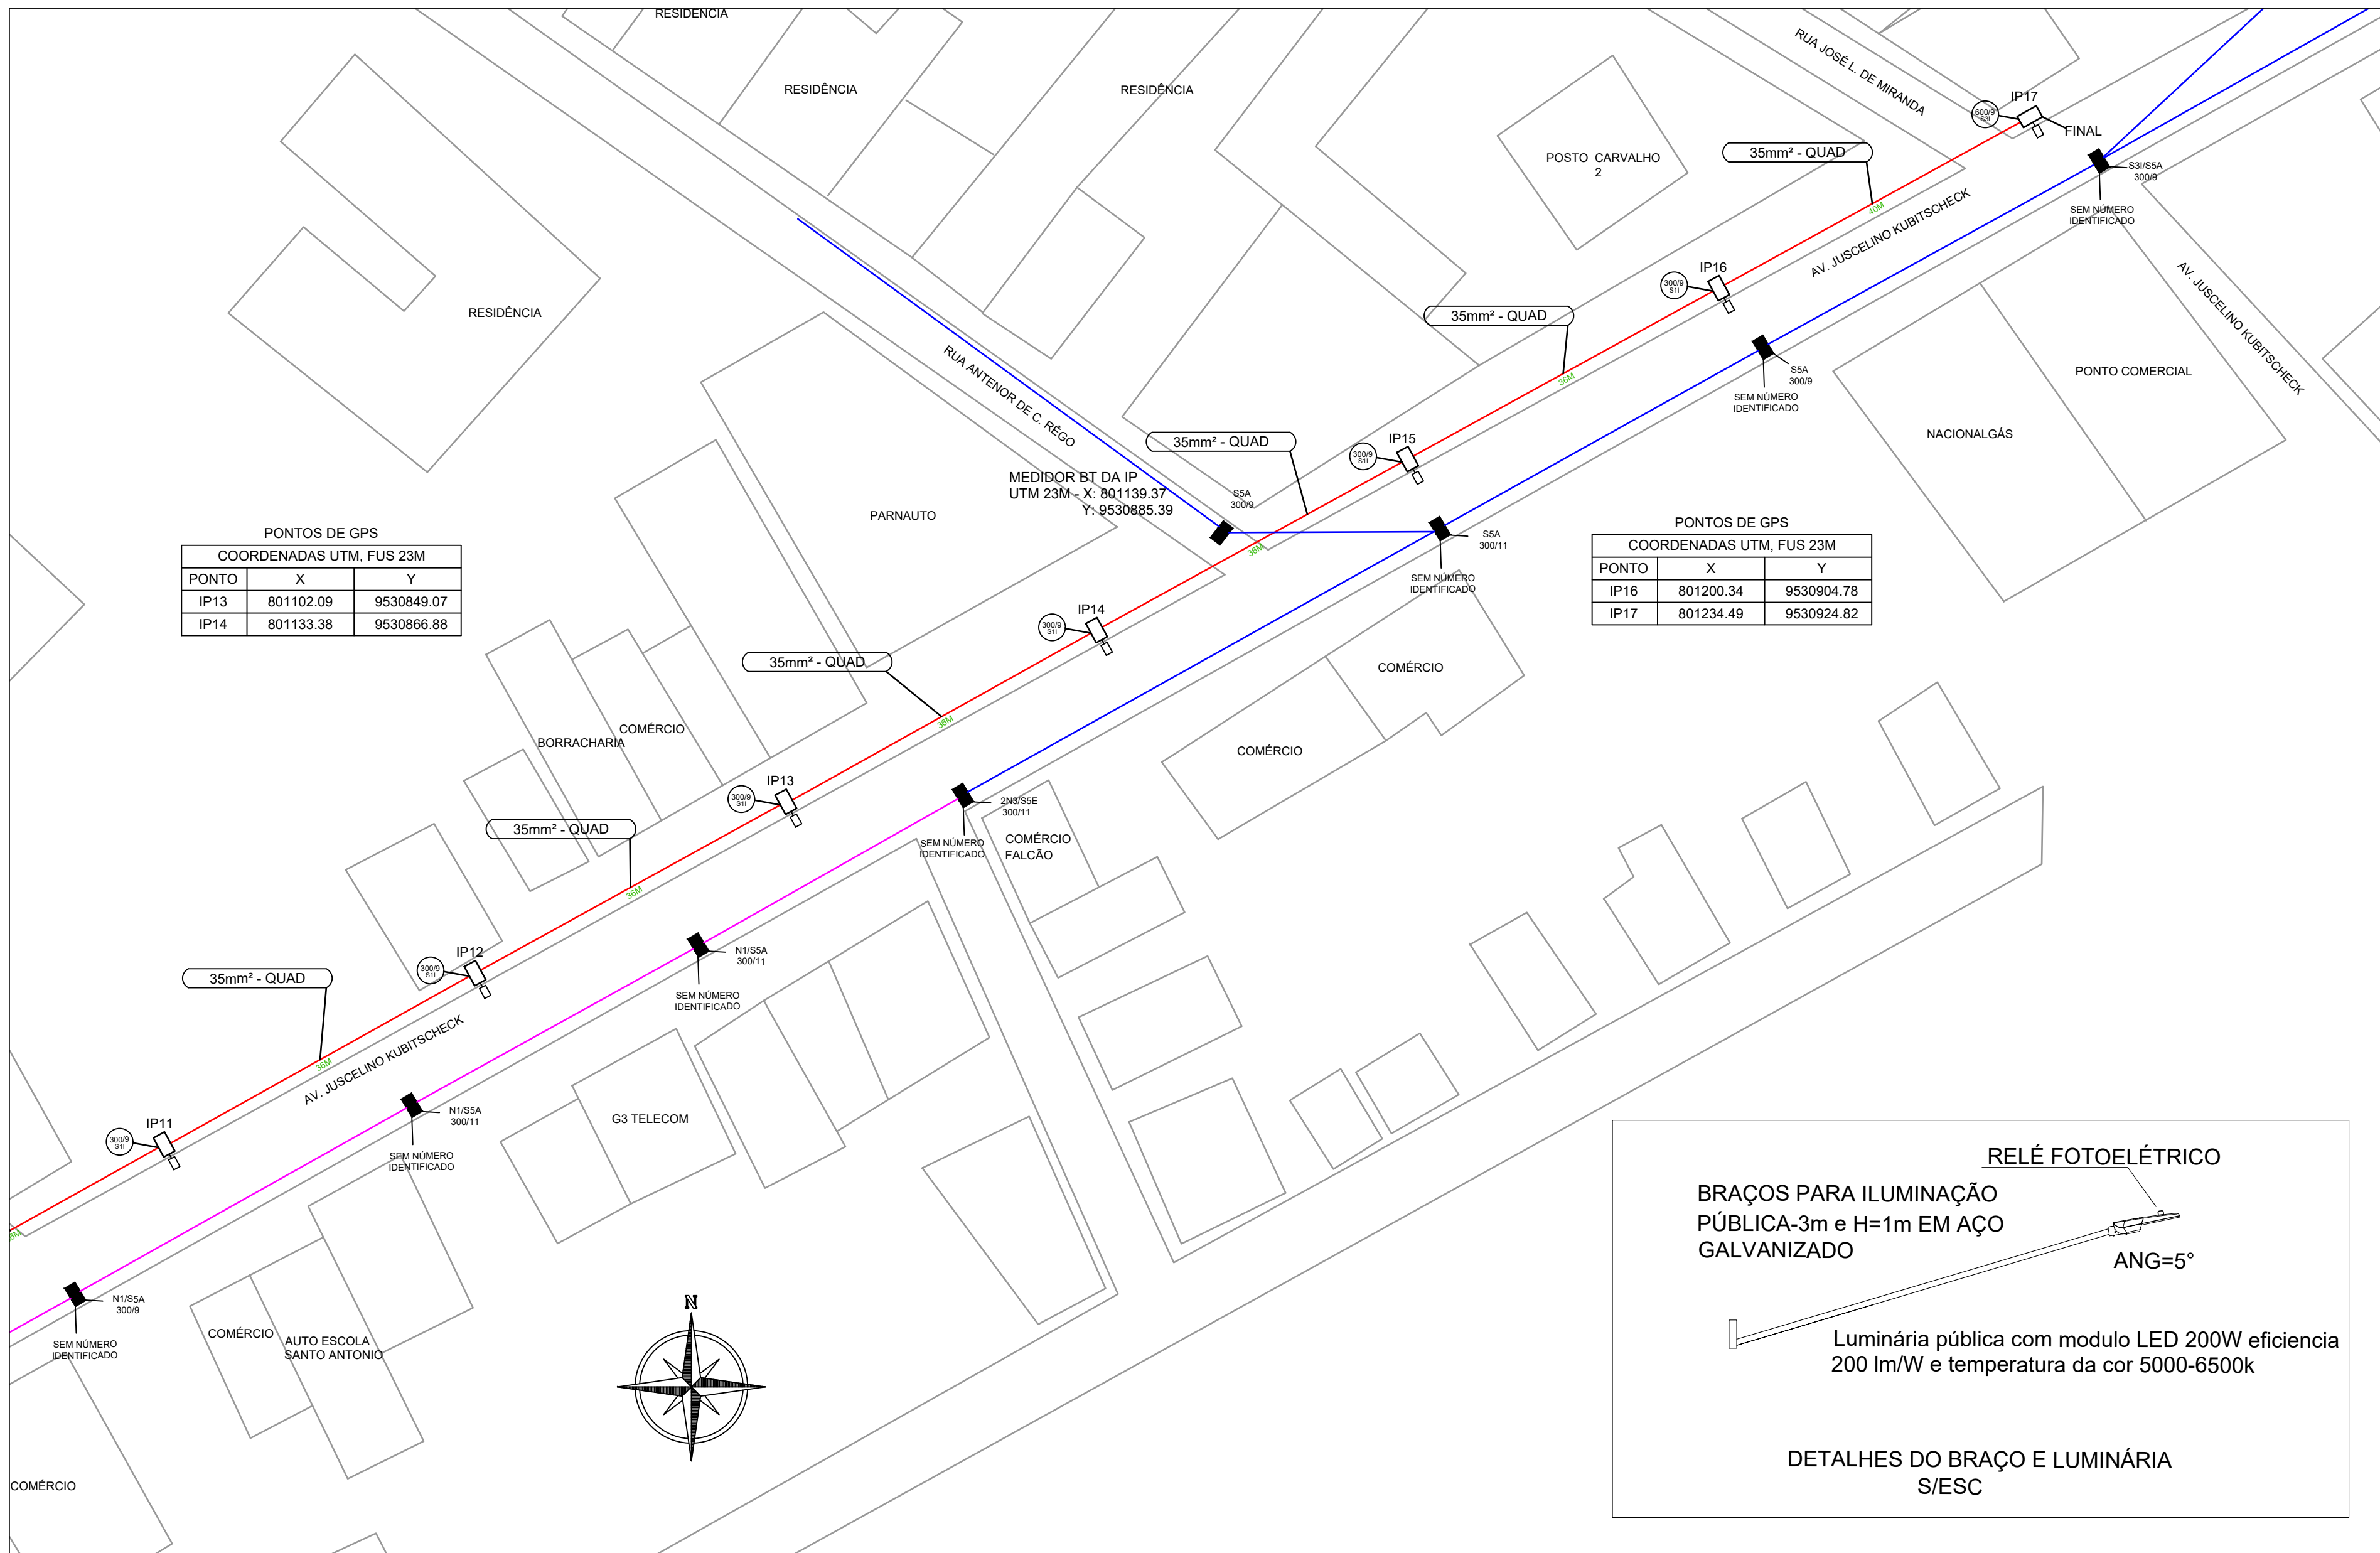 RESIDÊNCIA
RUA JOSÉ L. DE MIRANDA
RESIDÊNCIA
RESIDÊNCIA
IP17
600/9
S3I
FINAL
35mm² - QUAD
POSTO CARVALHO
2
S3I/S5A
300/9
SEM NÚMERO
IDENTIFICADO
40M
AV. JUSCELINO KUBITSCHECK
IP16
300/9
S1I
AV. JUSCELINO KUBITSCHECK
RESIDÊNCIA
35mm² - QUAD
RUA ANTENOR DE C. RÊGO
36M
S5A
300/9
SEM NÚMERO
IDENTIFICADO
PONTO COMERCIAL
NACIONALGÁS
35mm² - QUAD
IP15
300/9
S1I
MEDIDOR BT DA IP
UTM 23M - X: 801139.37
Y: 9530885.39
S5A
300/9
PARNAUTO
36M
S5A
300/11
SEM NÚMERO
IDENTIFICADO
PONTOS DE GPS
COORDENADAS UTM, FUS 23M
PONTO X Y
IP13 801102.09 9530849.07
IP14 801133.38 9530866.88
PONTOS DE GPS
COORDENADAS UTM, FUS 23M
PONTO X Y
IP16 801200.34 9530904.78
IP17 801234.49 9530924.82
IP14
300/9
S1I
35mm² - QUAD
COMÉRCIO
36M
COMÉRCIO
BORRACHARIA
COMÉRCIO
IP13
300/9
S1I
35mm² - QUAD
2N3/S5E
300/11
SEM NÚMERO
IDENTIFICADO
COMÉRCIO
FALCÃO
36M
IP12
300/9
S1I
N1/S5A
300/11
SEM NÚMERO
IDENTIFICADO
35mm² - QUAD
36M
AV. JUSCELINO KUBITSCHECK
N1/S5A
300/11
SEM NÚMERO
IDENTIFICADO
G3 TELECOM
IP11
300/9
S1I
6M
N1/S5A
300/9
SEM NÚMERO
IDENTIFICADO
COMÉRCIO
AUTO ESCOLA
SANTO ANTONIO
COMÉRCIO
N
RELÉ FOTOELÉTRICO
BRAÇOS PARA ILUMINAÇÃO
PÚBLICA-3m e H=1m EM AÇO
GALVANIZADO
ANG=5°
Luminária pública com modulo LED 200W eficiencia
200 lm/W e temperatura da cor 5000-6500k
DETALHES DO BRAÇO E LUMINÁRIA
S/ESC